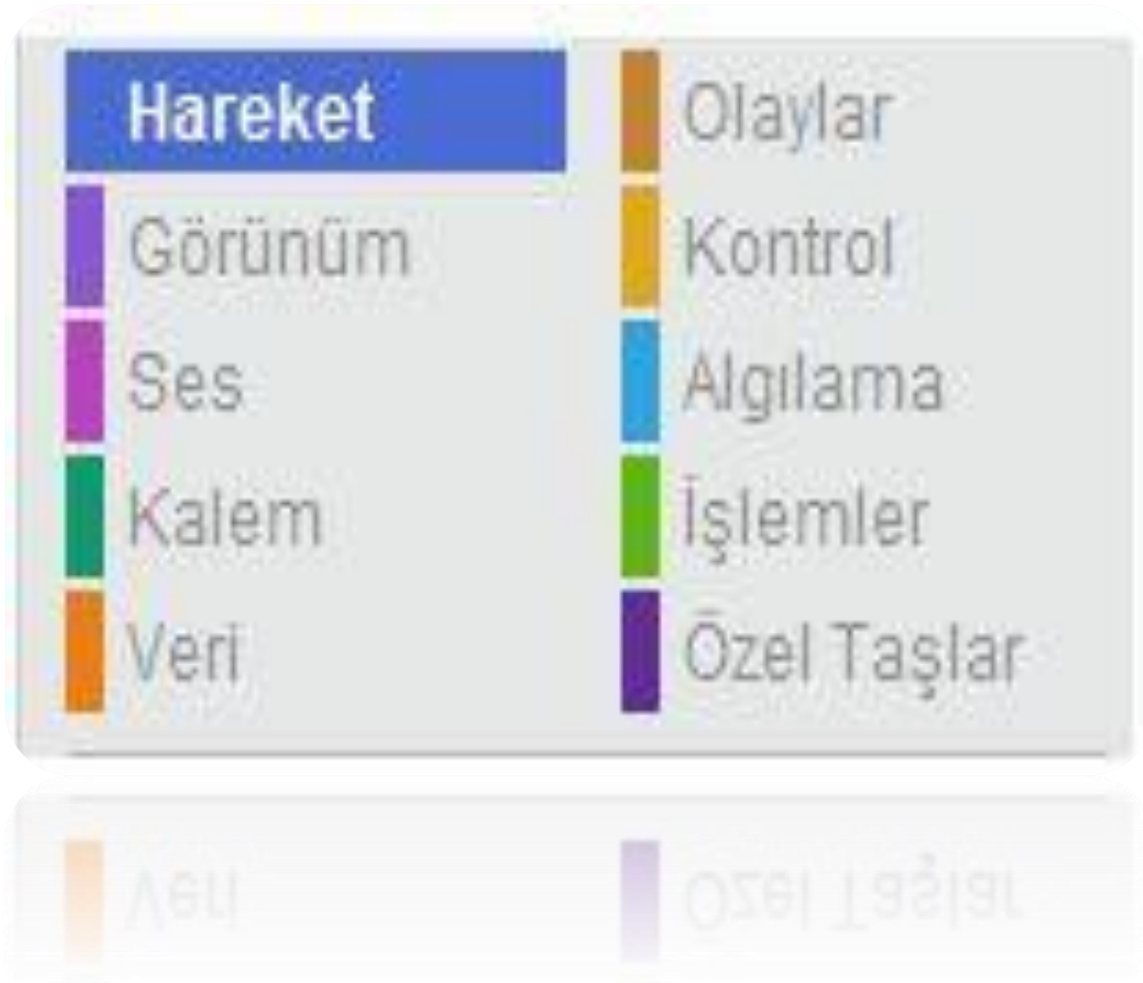 Hareket
Görünüm
Ses
Kalem
Veri
Olaylar
Kontrol
Algılama
İşlemler
Özel Taşlar